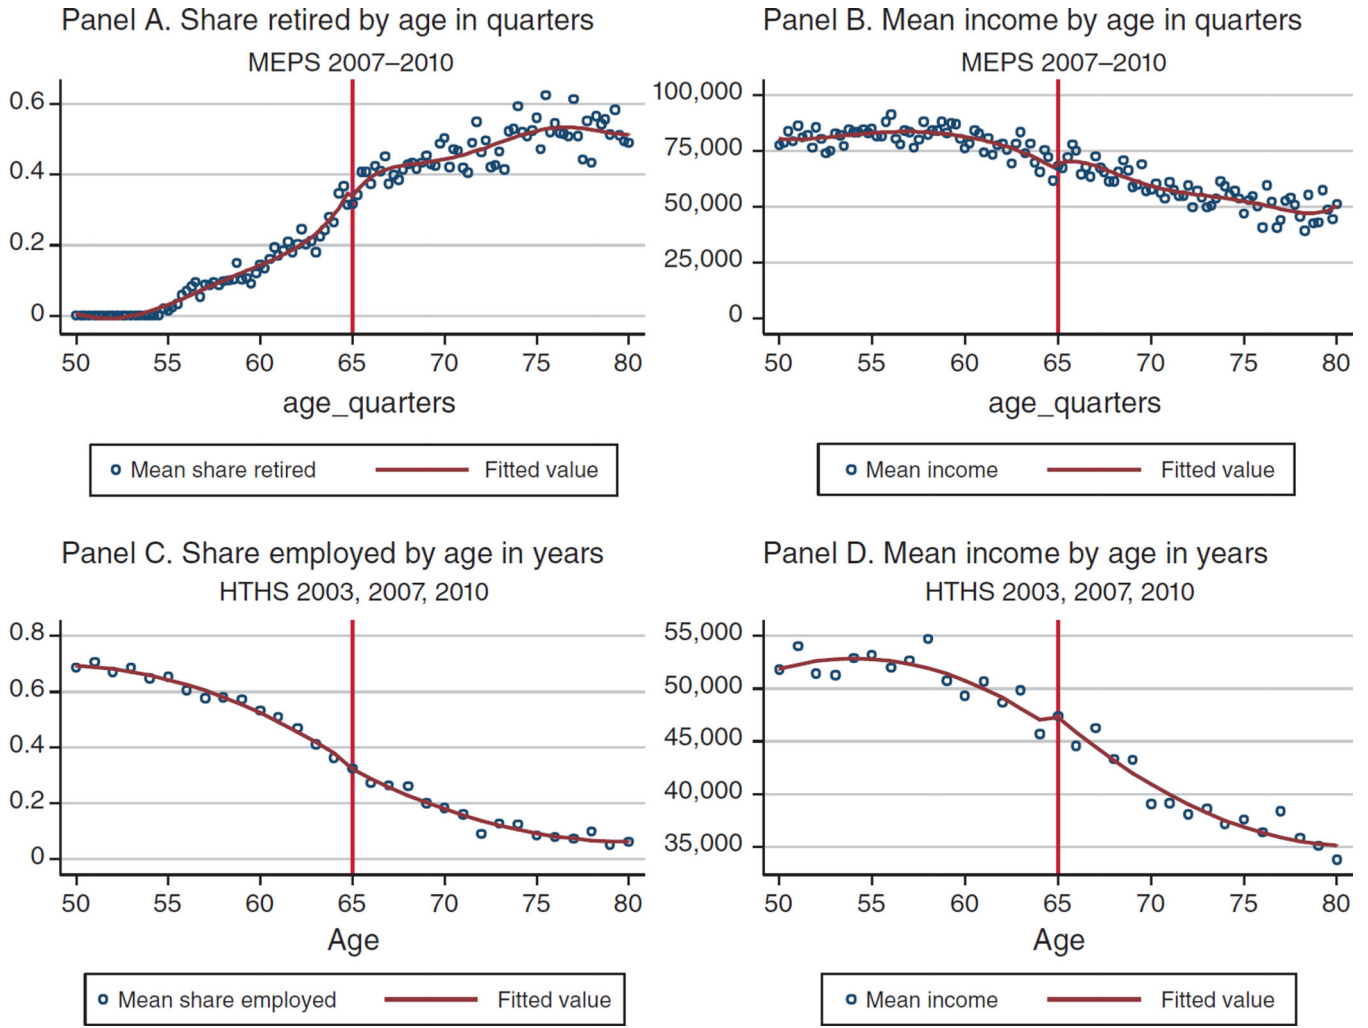 Panel A. Share retired by age in quarters
MEPS 2007–2010
0.6
0.4
0.2
0
50 55 60 65 70 75 80
age_quarters
Mean share retired Fitted value
Panel B. Mean income by age in quarters
MEPS 2007–2010
100,000
75,000
50,000
25,000
0
50 55 60 65 70 75 80
age_quarters
Mean income Fitted value
Panel C. Share employed by age in years
HTHS 2003, 2007, 2010
0.8
0.6
0.4
0.2
0
50 55 60 65 70 75 80
Age
Mean share employed Fitted value
Panel D. Mean income by age in years
HTHS 2003, 2007, 2010
55,000
50,000
45,000
40,000
35,000
50 55 60 65 70 75 80
Age
Mean income Fitted value